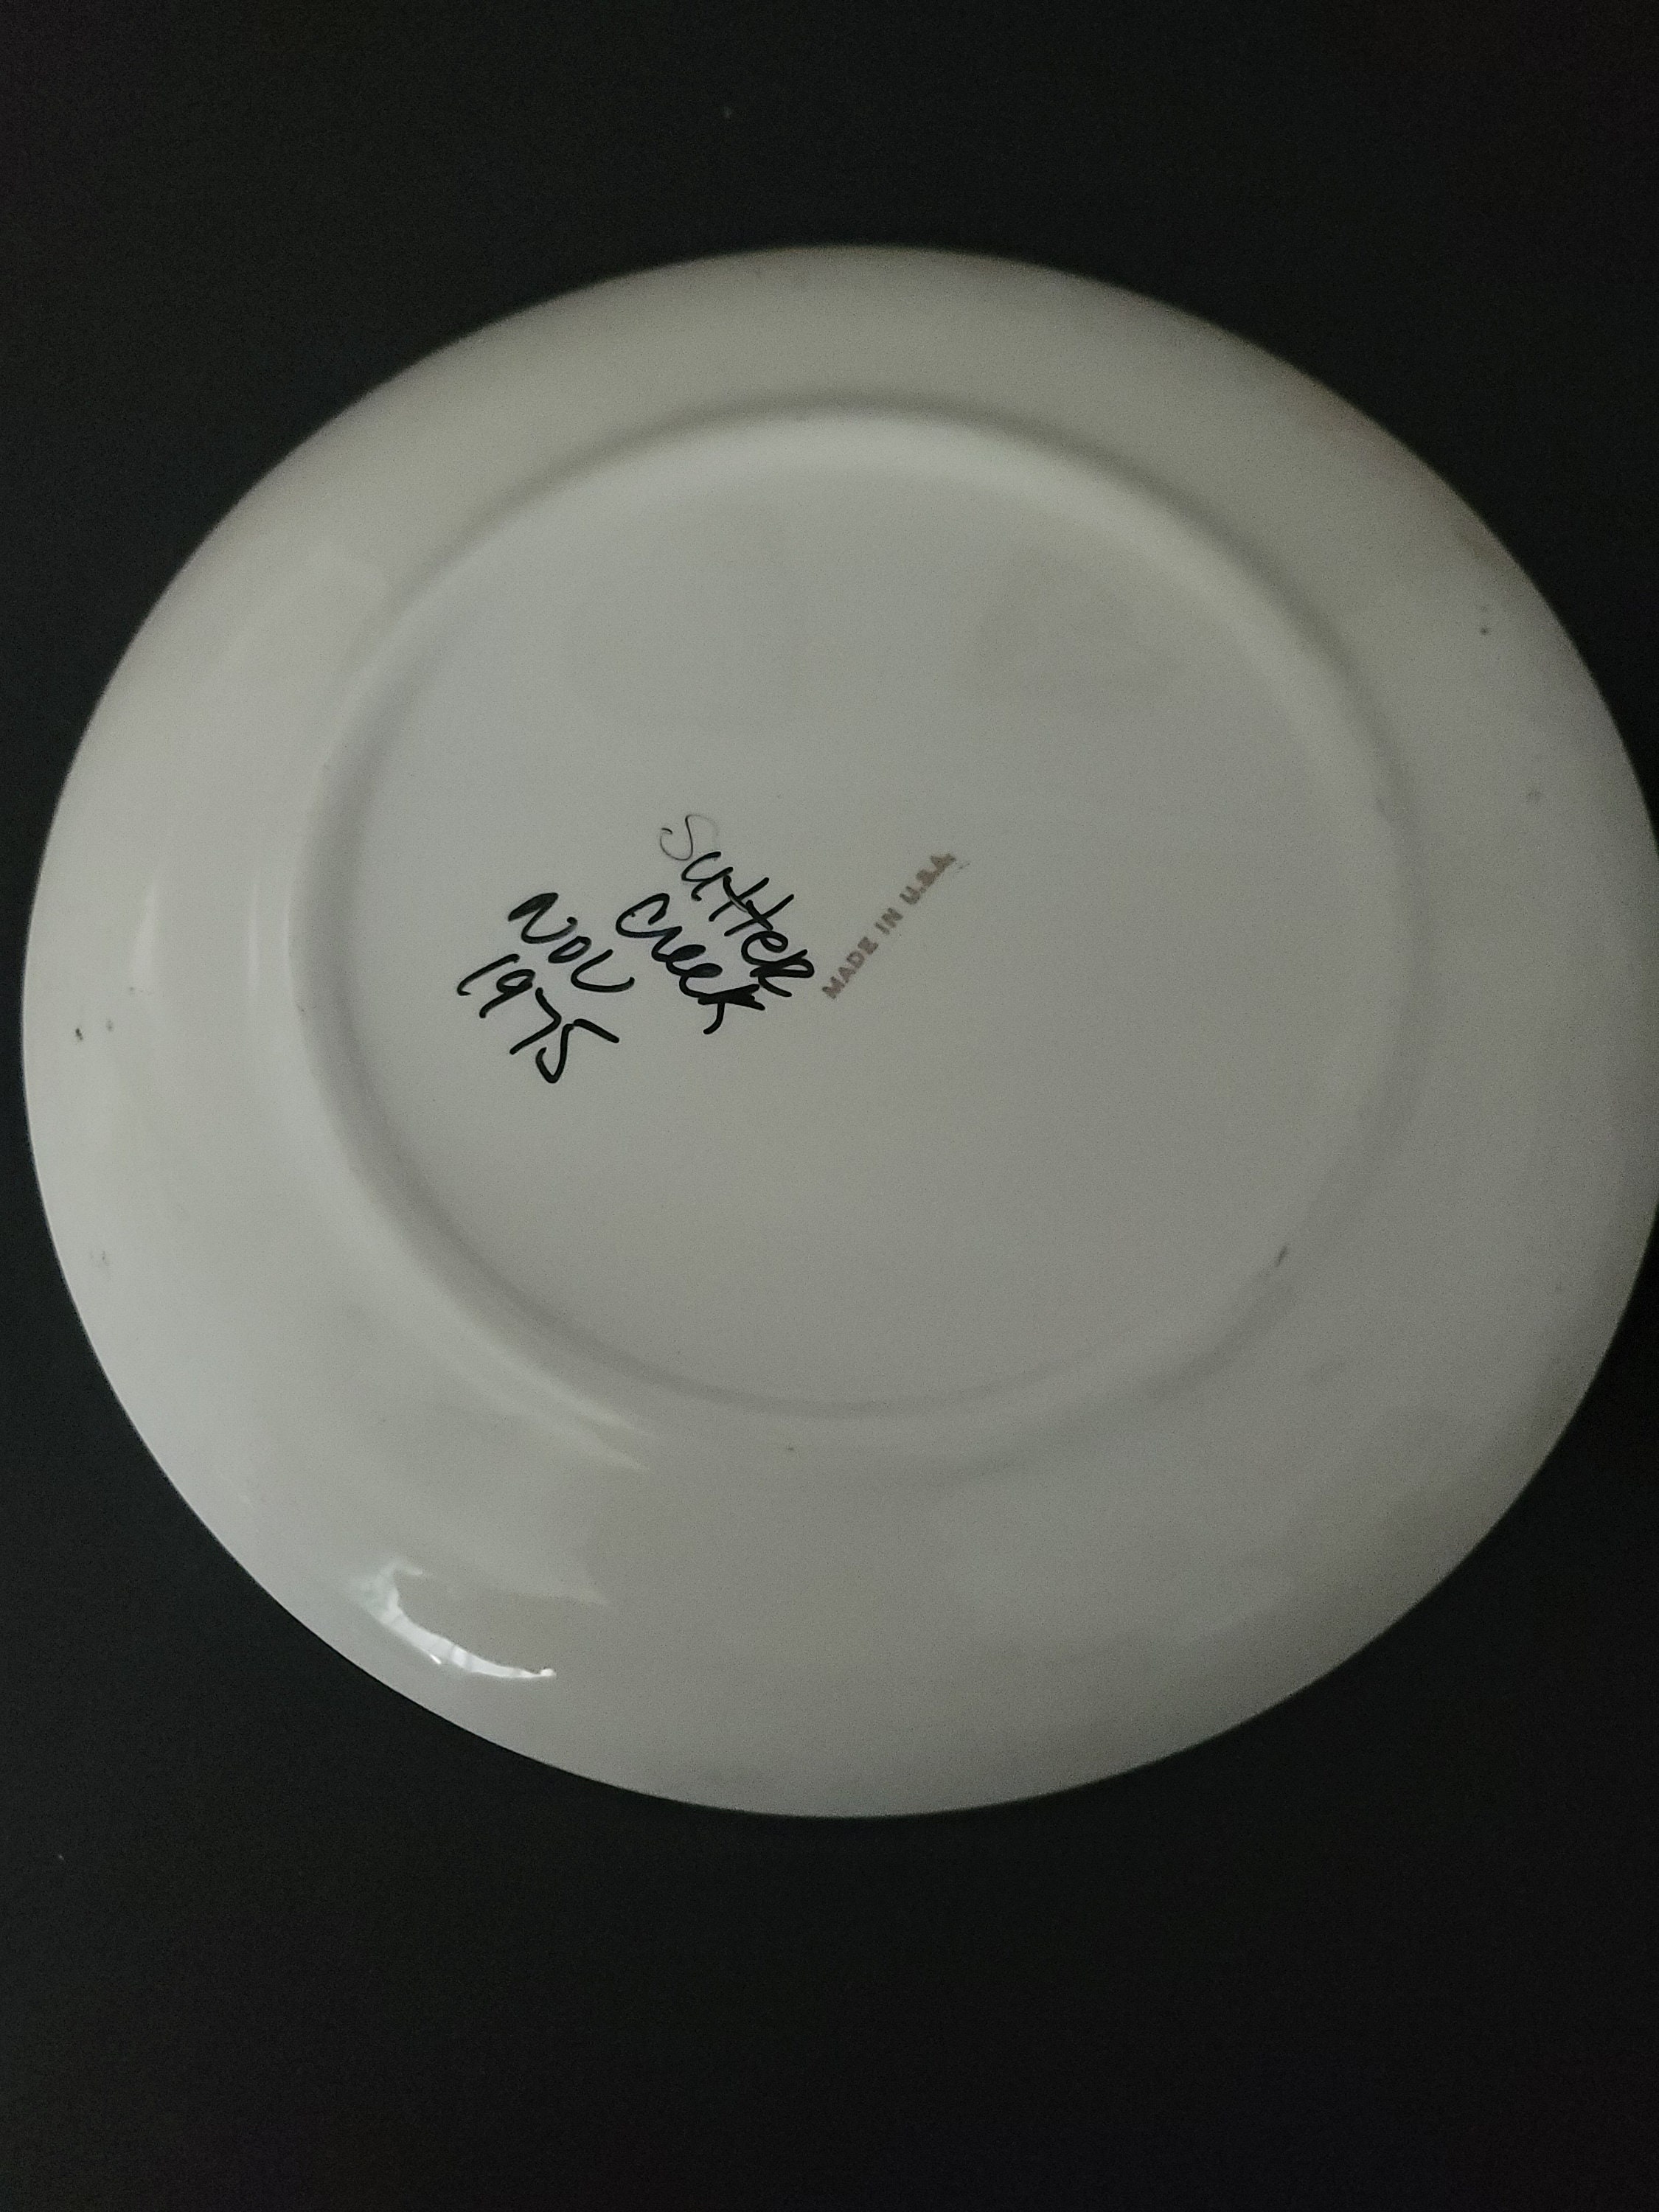 Sutter
Creek
Nov
1975
MADE IN U.S.A.